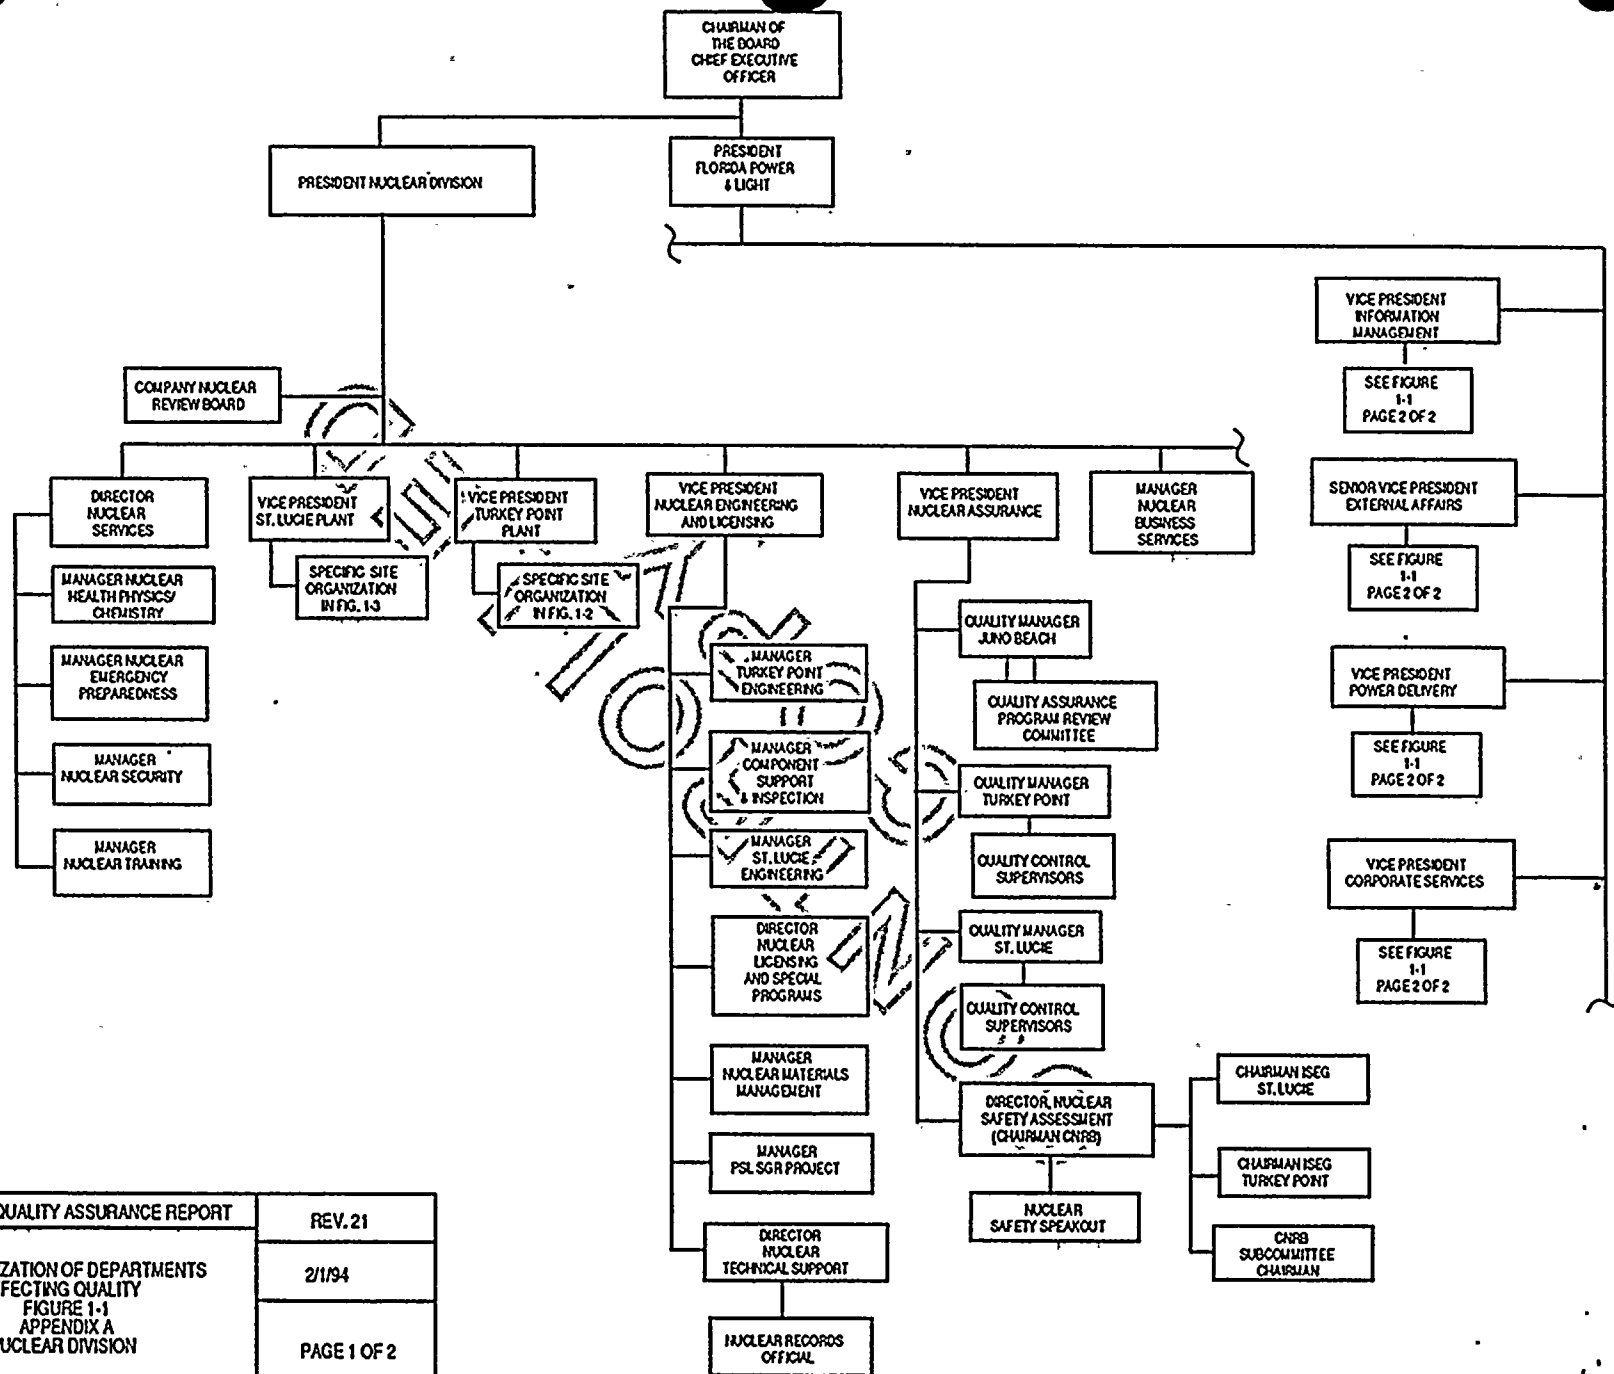 CHAIRMAN OF
THE BOARD
CHIEF EXECUTIVE
OFFICER
PRESIDENT NUCLEAR DIVISION
PRESIDENT
FLORIDA POWER
& LIGHT
COMPANY NUCLEAR
REVIEW BOARD
DIRECTOR
NUCLEAR
SERVICES
MANAGER NUCLEAR
HEALTH PHYSICS/
CHEMISTRY
MANAGER NUCLEAR
EMERGENCY
PREPAREDNESS
MANAGER
NUCLEAR SECURITY
MANAGER
NUCLEAR TRAINING
VICE PRESIDENT
ST. LUCIE PLANT
SPECIFIC SITE
ORGANIZATION
IN FIG. 1-3
VICE PRESIDENT
TURKEY POINT
PLANT
SPECIFIC SITE
ORGANIZATION
IN FIG. 1-2
VICE PRESIDENT
NUCLEAR ENGINEERING
AND LICENSING
MANAGER
TURKEY POINT
ENGINEERING
MANAGER
COMPONENT
SUPPORT
& INSPECTION
MANAGER
ST. LUCIE
ENGINEERING
DIRECTOR
NUCLEAR
LICENSING
AND SPECIAL
PROGRAMS
MANAGER
NUCLEAR MATERIALS
MANAGEMENT
MANAGER
PSL SGR PROJECT
DIRECTOR
NUCLEAR
TECHNICAL SUPPORT
NUCLEAR RECORDS
OFFICIAL
VICE PRESIDENT
NUCLEAR ASSURANCE
QUALITY MANAGER
JUNO BEACH
QUALITY ASSURANCE
PROGRAM REVIEW
COMMITTEE
QUALITY MANAGER
TURKEY POINT
QUALITY CONTROL
SUPERVISORS
QUALITY MANAGER
ST. LUCIE
QUALITY CONTROL
SUPERVISORS
DIRECTOR, NUCLEAR
SAFETY ASSESSMENT
(CHAIRMAN CNRB)
NUCLEAR
SAFETY SPEAKOUT
CHAIRMAN ISEG
ST. LUCIE
CHAIRMAN ISEG
TURKEY POINT
CNRB
SUBCOMMITTEE
CHAIRMAN
MANAGER
NUCLEAR
BUSINESS
SERVICES
VICE PRESIDENT
INFORMATION
MANAGEMENT
SEE FIGURE
1-1
PAGE 2 OF 2
SENIOR VICE PRESIDENT
EXTERNAL AFFAIRS
SEE FIGURE
1-1
PAGE 2 OF 2
VICE PRESIDENT
POWER DELIVERY
SEE FIGURE
1-1
PAGE 2 OF 2
VICE PRESIDENT
CORPORATE SERVICES
SEE FIGURE
1-1
PAGE 2 OF 2
QUALITY ASSURANCE REPORT
REV. 21
ZATION OF DEPARTMENTS
FECTING QUALITY
FIGURE 1-1
APPENDIX A
UCLEAR DIVISION
2/1/94
PAGE 1 OF 2